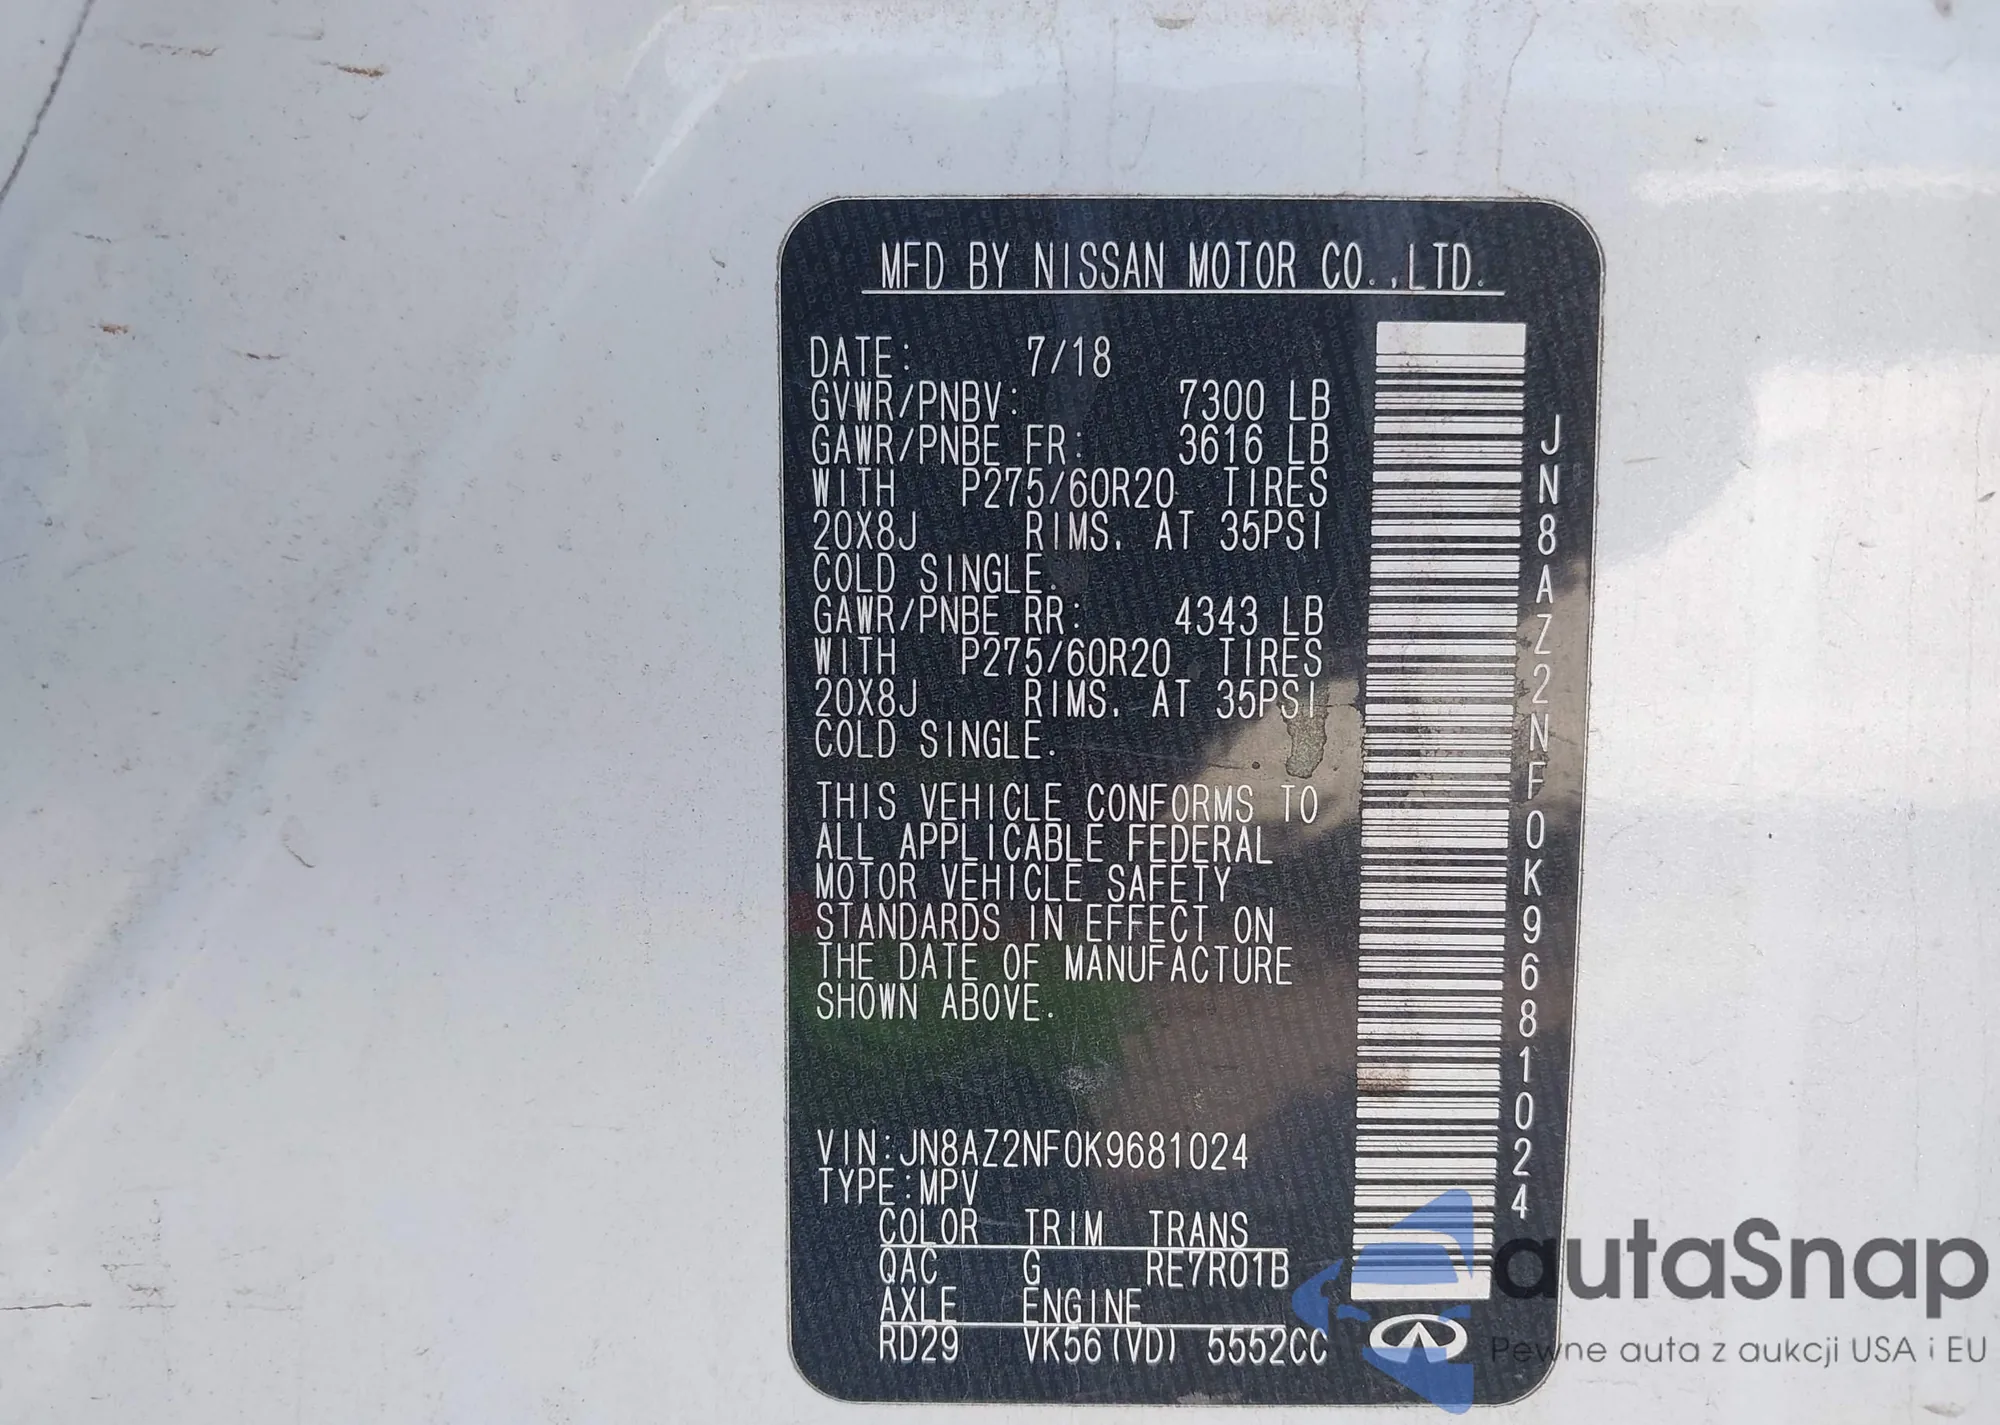 MFD BY NISSAN MOTOR CO.,LTD.
DATE: 7/18
GVWR/PNBV: 7300 LB
GAWR/PNBE FR: 3616 LB
WITH P275/60R20 TIRES
20X8J RIMS, AT 35PSI
COLD SINGLE.
GAWR/PNBE RR: 4343 LB
WITH P275/60R20 TIRES
20X8J RIMS, AT 35PSI
COLD SINGLE.
THIS VEHICLE CONFORMS TO
ALL APPLICABLE FEDERAL
MOTOR VEHICLE SAFETY
STANDARDS IN EFFECT ON
THE DATE OF MANUFACTURE
SHOWN ABOVE.
VIN:JN8AZ2NF0K9681024
TYPE:MPV
COLOR TRIM TRANS
QAC G RE7R01B
AXLE ENGINE
RD29 VK56(VD) 5552CC
JN8AZ2NF0K9681024
autaSnap
Pewne auta z aukcji USA i EU